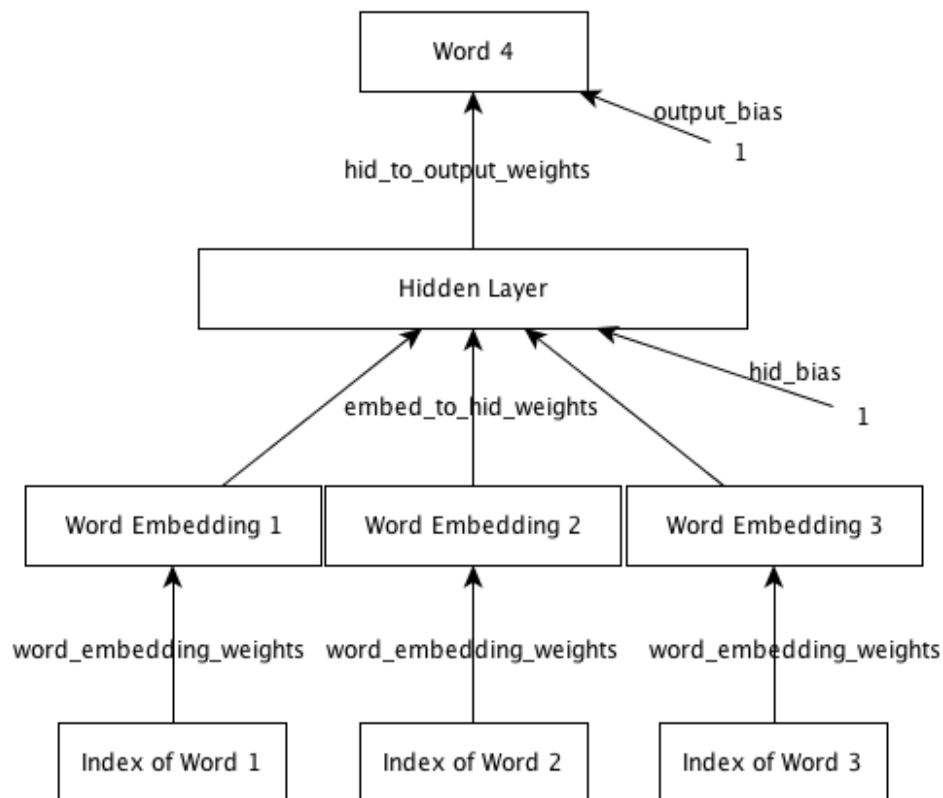 Word 4
output_bias
1
hid_to_output_weights
Hidden Layer
hid_bias
embed_to_hid_weights
1
Word Embedding 1
Word Embedding 2
Word Embedding 3
word_embedding_weights
word_embedding_weights
word_embedding_weights
Index of Word 1
Index of Word 2
Index of Word 3